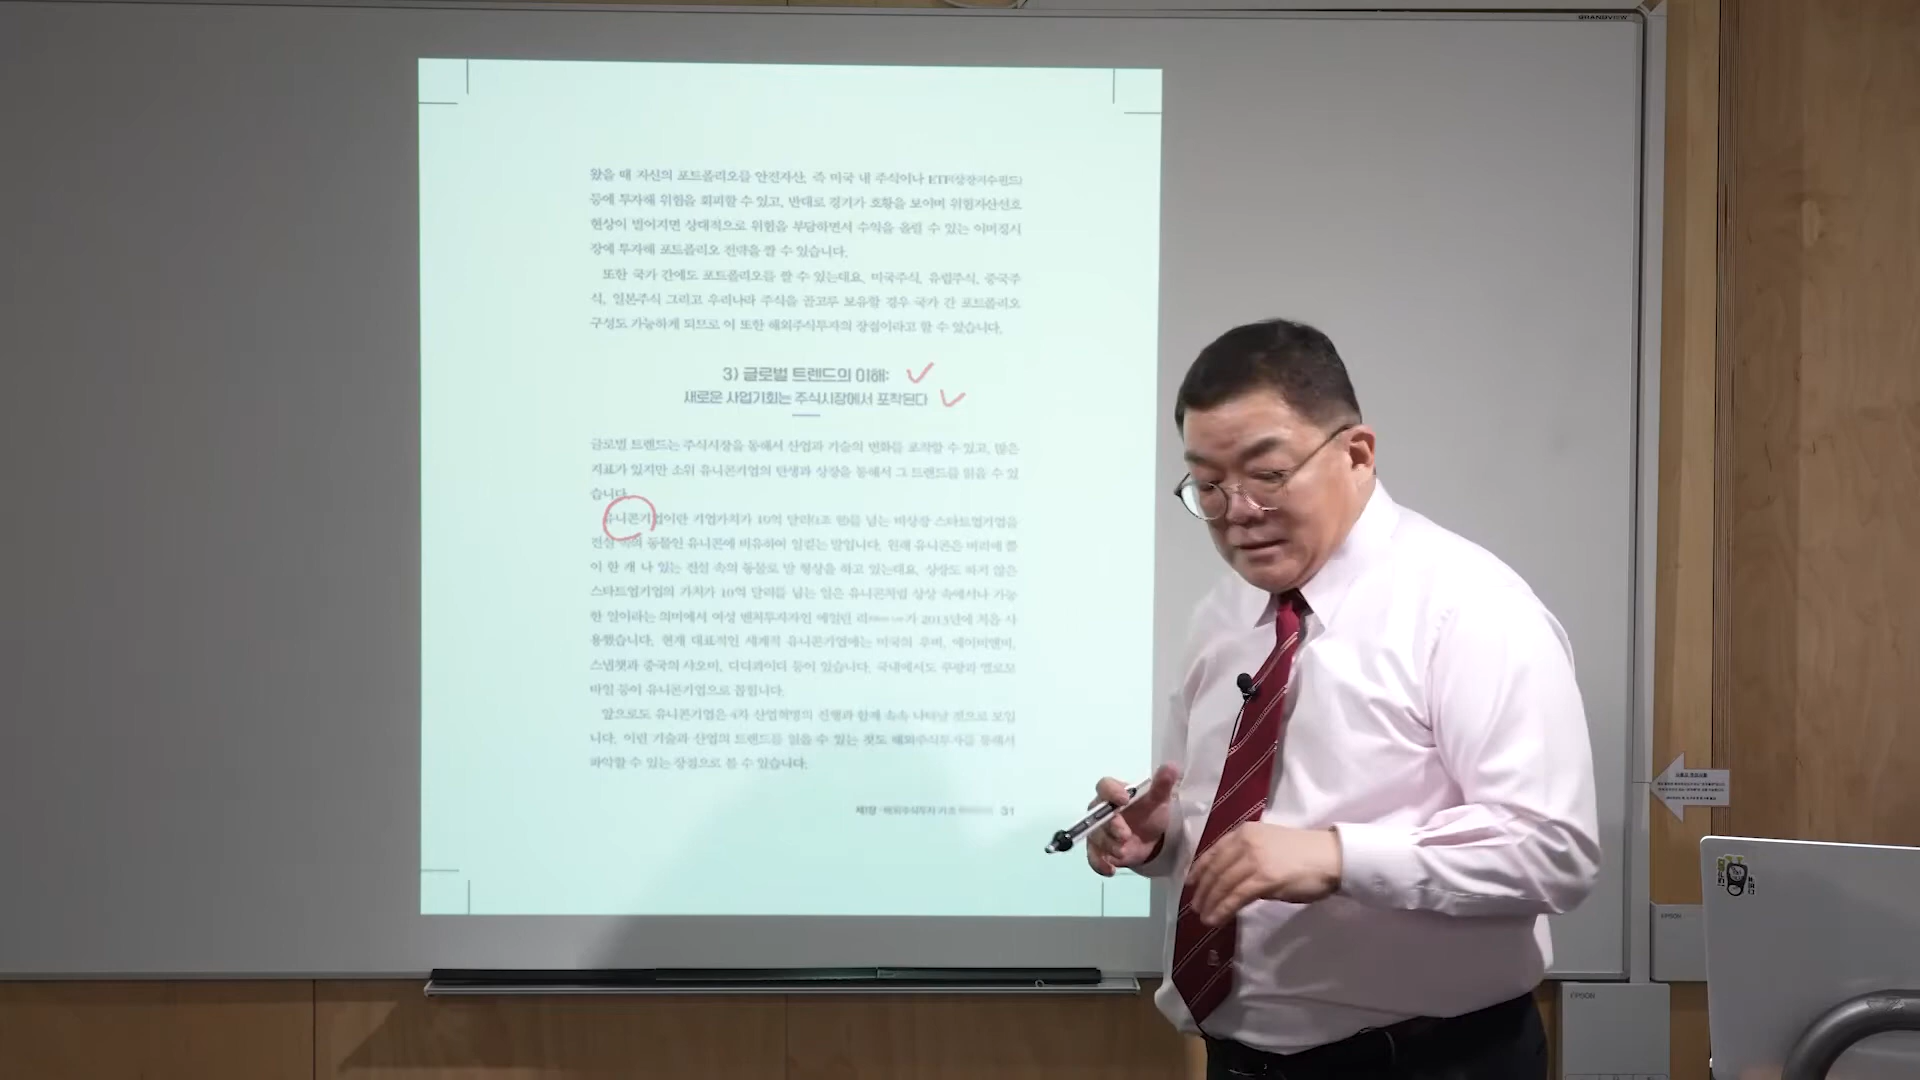 GRANDVIEW
왔을 때 자신의 포트폴리오를 안전자산, 즉 미국 내 주식이나 ETF(상장지수펀드)
등에 투자해 위험을 회피할 수 있고, 반대로 경기가 호황을 보이며 위험자산선호
현상이 벌어지면 상대적으로 위험을 부담하면서 수익을 올릴 수 있는 이머징시
장에 투자해 포트폴리오 전략을 짤 수 있습니다.
또한 국가 간에도 포트폴리오를 짤 수 있는데요, 미국주식, 유럽주식, 중국주
식, 일본주식 그리고 우리나라 주식을 골고루 보유할 경우 국가 간 포트폴리오
구성도 가능하게 되므로 이 또한 해외주식투자의 장점이라고 할 수 있습니다.
3) 글로벌 트렌드의 이해:
새로운 사업기회는 주식시장에서 포착된다
글로벌 트렌드는 주식시장을 통해서 산업과 기술의 변화를 포착할 수 있고, 많은
지표가 있지만 소위 유니콘기업의 탄생과 상장을 통해서 그 트렌드를 읽을 수 있
습니다.
유니콘기업이란 기업가치가 10억 달러(1조 원)를 넘는 비상장 스타트업기업을
전설 속의 동물인 유니콘에 비유하여 일컫는 말입니다. 원래 유니콘은 머리에 뿔
이 한 개 나 있는 전설 속의 동물로 말 형상을 하고 있는데요, 상장도 하지 않은
스타트업기업의 가치가 10억 달러를 넘는 일은 유니콘처럼 상상 속에서나 가능
한 일이라는 의미에서 여성 벤처투자자인 에일린 리가 2013년에 처음 사
용했습니다. 현재 대표적인 세계적 유니콘기업에는 미국의 우버, 에어비앤비,
스냅챗과 중국의 샤오미, 디디콰이디 등이 있습니다. 국내에서도 쿠팡과 옐로모
바일 등이 유니콘기업으로 꼽힙니다.
앞으로도 유니콘기업은 4차 산업혁명의 진행과 함께 속속 나타날 것으로 보입
니다. 이런 기술과 산업의 트렌드를 읽을 수 있는 것도 해외주식투자를 통해서
파악할 수 있는 장점으로 볼 수 있습니다.
제1장 · 해외주식투자 기초 31
EPSON
EPSON